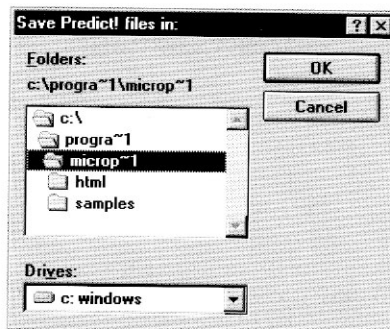 Save Predict! files in:
Folders:
c:\progra~1\microp~1
c:\
progra~1
microp~1
html
samples
Drives:
c: windows
OK
Cancel